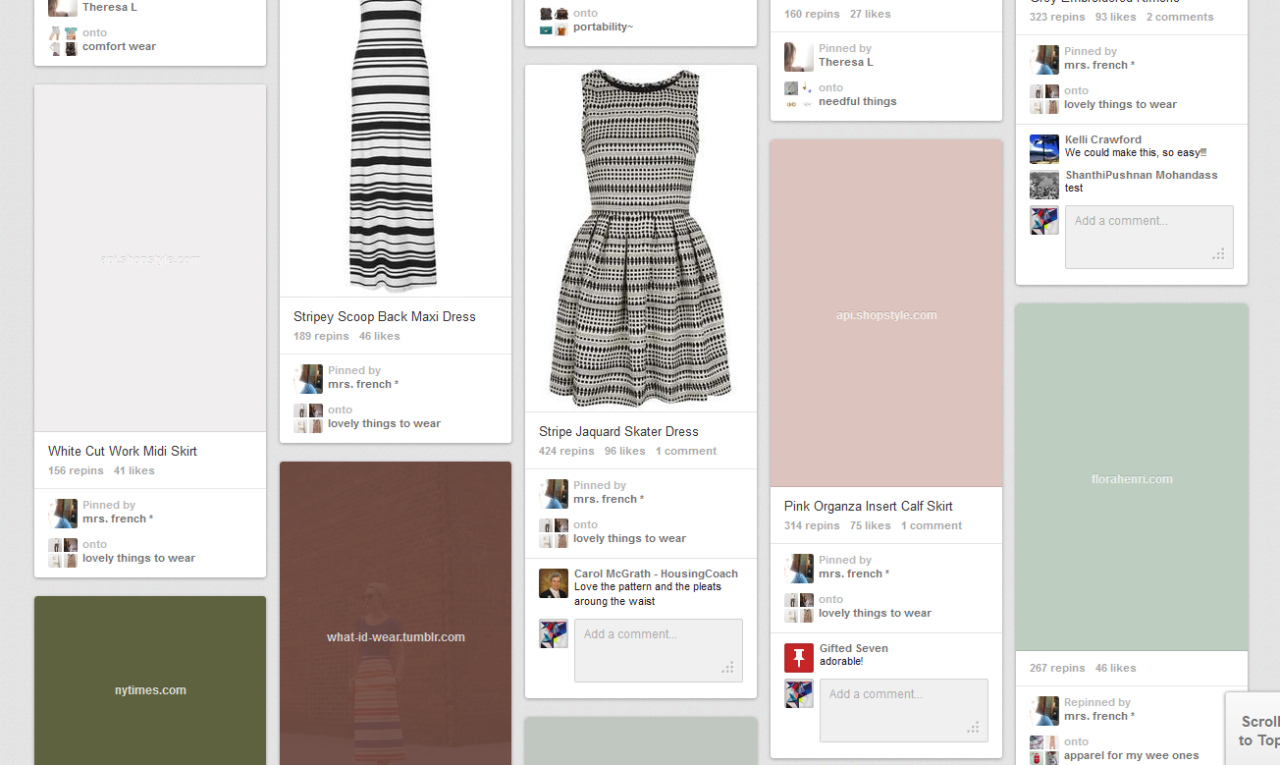 Theresa L
onto
comfort wear
api.shopstyle.com
White Cut Work Midi Skirt
156 repins 41 likes
Pinned by
mrs. french *
onto
lovely things to wear
nytimes.com
Stripey Scoop Back Maxi Dress
189 repins 46 likes
Pinned by
mrs. french *
onto
lovely things to wear
what-id-wear.tumblr.com
onto
portability~
Stripe Jaquard Skater Dress
424 repins 96 likes 1 comment
Pinned by
mrs. french *
onto
lovely things to wear
Carol McGrath - HousingCoach
Love the pattern and the pleats
aroung the waist
Add a comment...
160 repins 27 likes
Pinned by
Theresa L
onto
needful things
api.shopstyle.com
Pink Organza Insert Calf Skirt
314 repins 75 likes 1 comment
Pinned by
mrs. french *
onto
lovely things to wear
Gifted Seven
adorable!
Add a comment...
Grey Embroidered Kimono
323 repins 93 likes 2 comments
Pinned by
mrs. french *
onto
lovely things to wear
Kelli Crawford
We could make this, so easy!!!
ShanthiPushnan Mohandass
test
Add a comment...
florahenri.com
267 repins 46 likes
Repinned by
mrs. french *
onto
apparel for my wee ones
Scroll
to Top